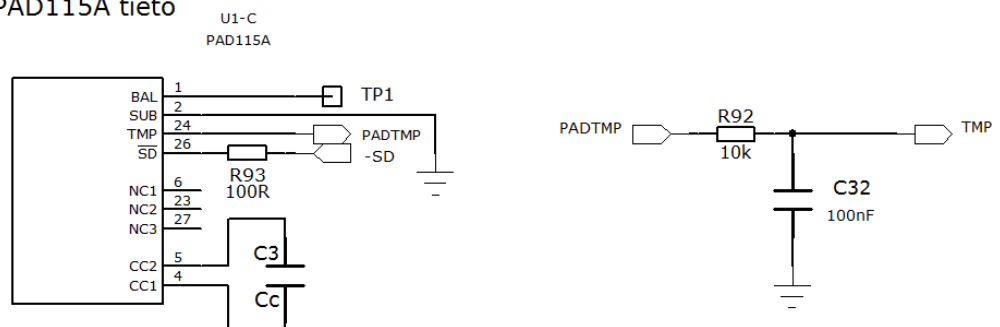 PAD115A tieto
U1-C
PAD115A
BAL 1 TP1
SUB 2
TMP 24 PADTMP
SD 26 -SD
R93
100R
NC1 6
NC2 23
NC3 27
CC2 5 C3
CC1 4 Cc
PADTMP R92 TMP
10k
C32
100nF